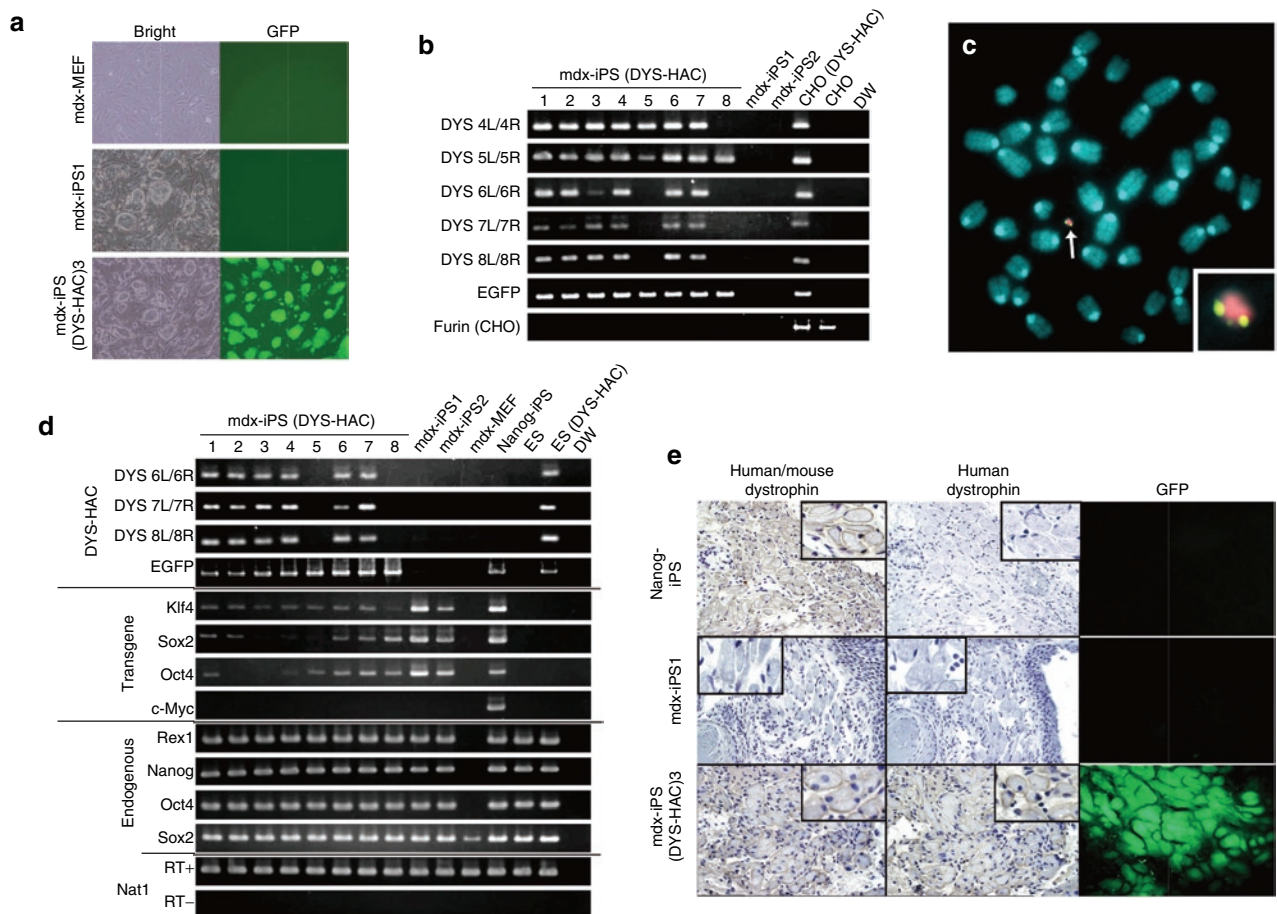 a
Bright
GFP
mdx-MEF
mdx-iPS1
mdx-iPS
(DYS-HAC)3
b
mdx-iPS (DYS-HAC)
1 2 3 4 5 6 7 8
mdx-iPS1
mdx-iPS2
CHO (DYS-HAC)
CHO
DW
DYS 4L/4R
DYS 5L/5R
DYS 6L/6R
DYS 7L/7R
DYS 8L/8R
EGFP
Furin (CHO)
c
d
mdx-iPS (DYS-HAC)
1 2 3 4 5 6 7 8
mdx-iPS1
mdx-iPS2
mdx-MEF
Nanog-iPS
ES
ES (DYS-HAC)
DW
DYS-HAC
DYS 6L/6R
DYS 7L/7R
DYS 8L/8R
EGFP
Transgene
Klf4
Sox2
Oct4
c-Myc
Endogenous
Rex1
Nanog
Oct4
Sox2
Nat1
RT+
RT−
e
Human/mouse
dystrophin
Human
dystrophin
GFP
Nanog-
iPS
mdx-iPS1
mdx-iPS
(DYS-HAC)3